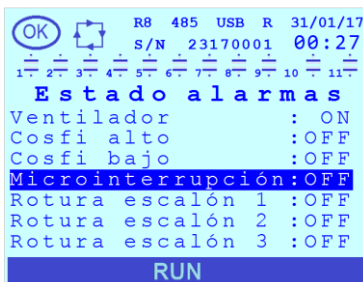 OK R8 485 USB R 31/01/17
S/N 23170001 00:27
1 2 3 4 5 6 7 8 9 10 11
Estado alarmas
Ventilador : ON
Cosfi alto :OFF
Cosfi bajo :OFF
Microinterrupción:OFF
Rotura escalón 1 :OFF
Rotura escalón 2 :OFF
Rotura escalón 3 :OFF
RUN